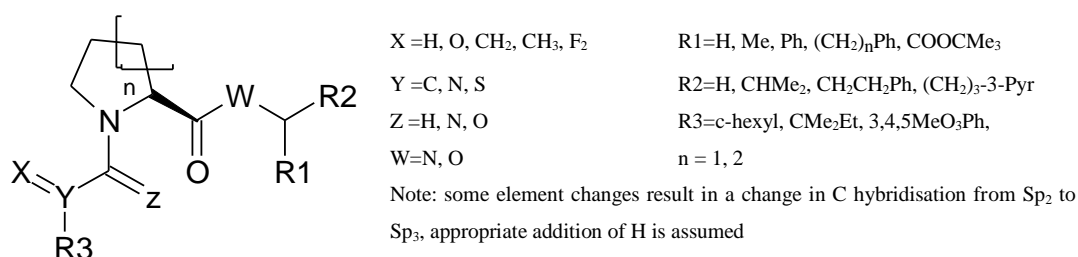 X =H, O, CH2, CH3, F2
R1=H, Me, Ph, (CH2)nPh, COOCMe3
Y =C, N, S
R2=H, CHMe2, CH2CH2Ph, (CH2)3-3-Pyr
Z =H, N, O
R3=c-hexyl, CMe2Et, 3,4,5MeO3Ph,
W=N, O
n = 1, 2
Note: some element changes result in a change in C hybridisation from Sp2 to
Sp3, appropriate addition of H is assumed
n
W
R2
N
O
R1
X
Y
Z
R3